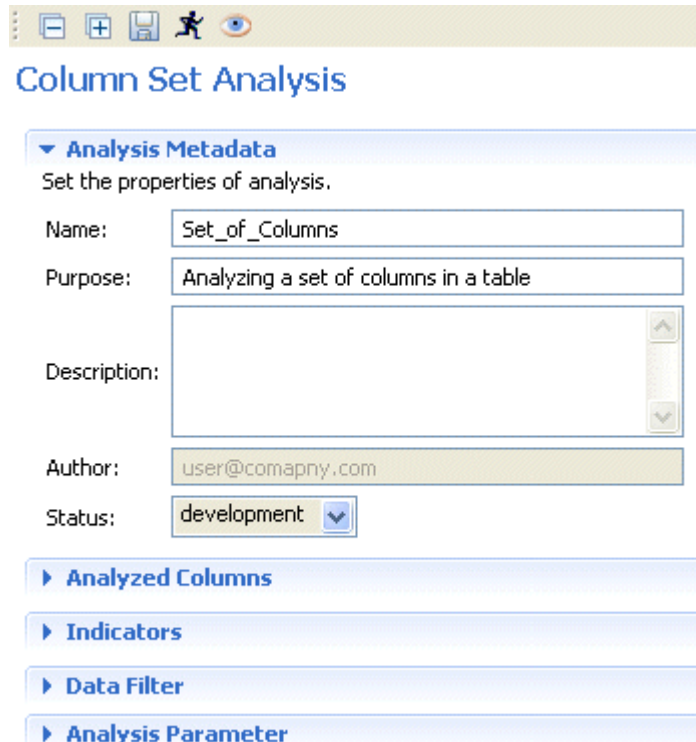 Column Set Analysis
Analysis Metadata
Set the properties of analysis.
Name: Set_of_Columns
Purpose: Analyzing a set of columns in a table
Description:
Author: user@comapny.com
Status: development
Analyzed Columns
Indicators
Data Filter
Analysis Parameter